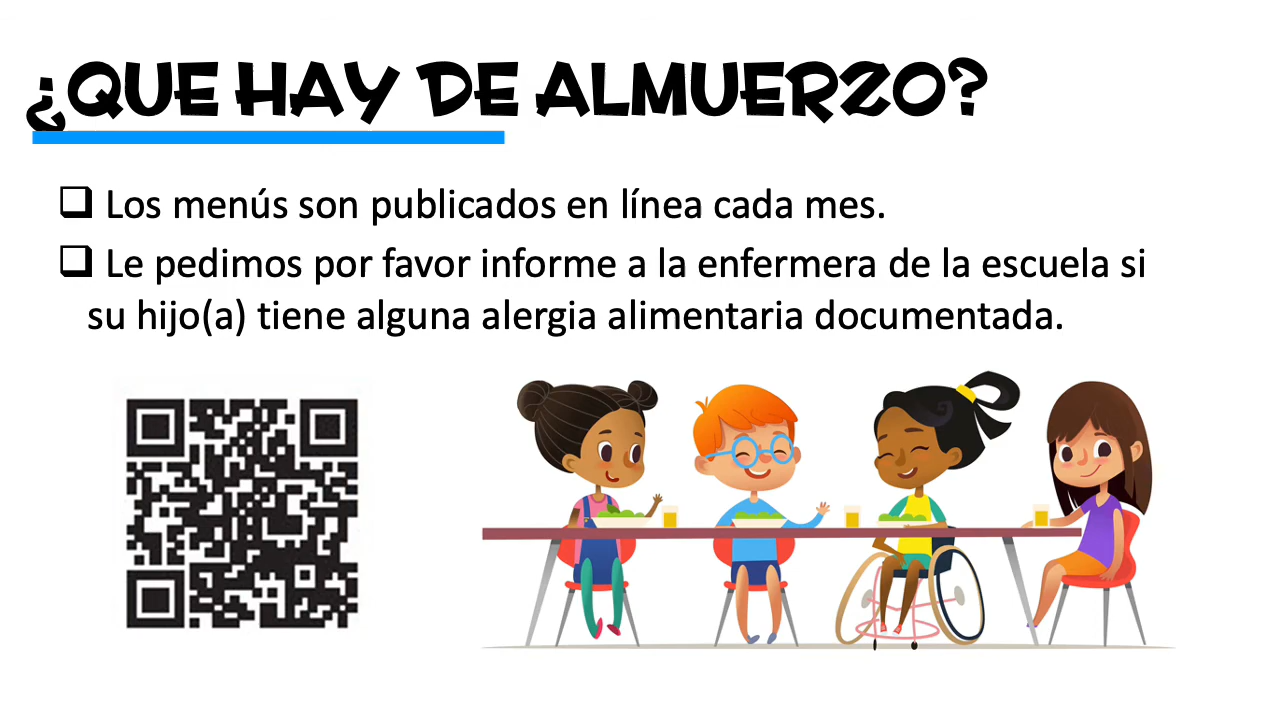 ¿QUE HAY DE ALMUERZO?
❑ Los menús son publicados en línea cada mes.
❑ Le pedimos por favor informe a la enfermera de la escuela si
su hijo(a) tiene alguna alergia alimentaria documentada.